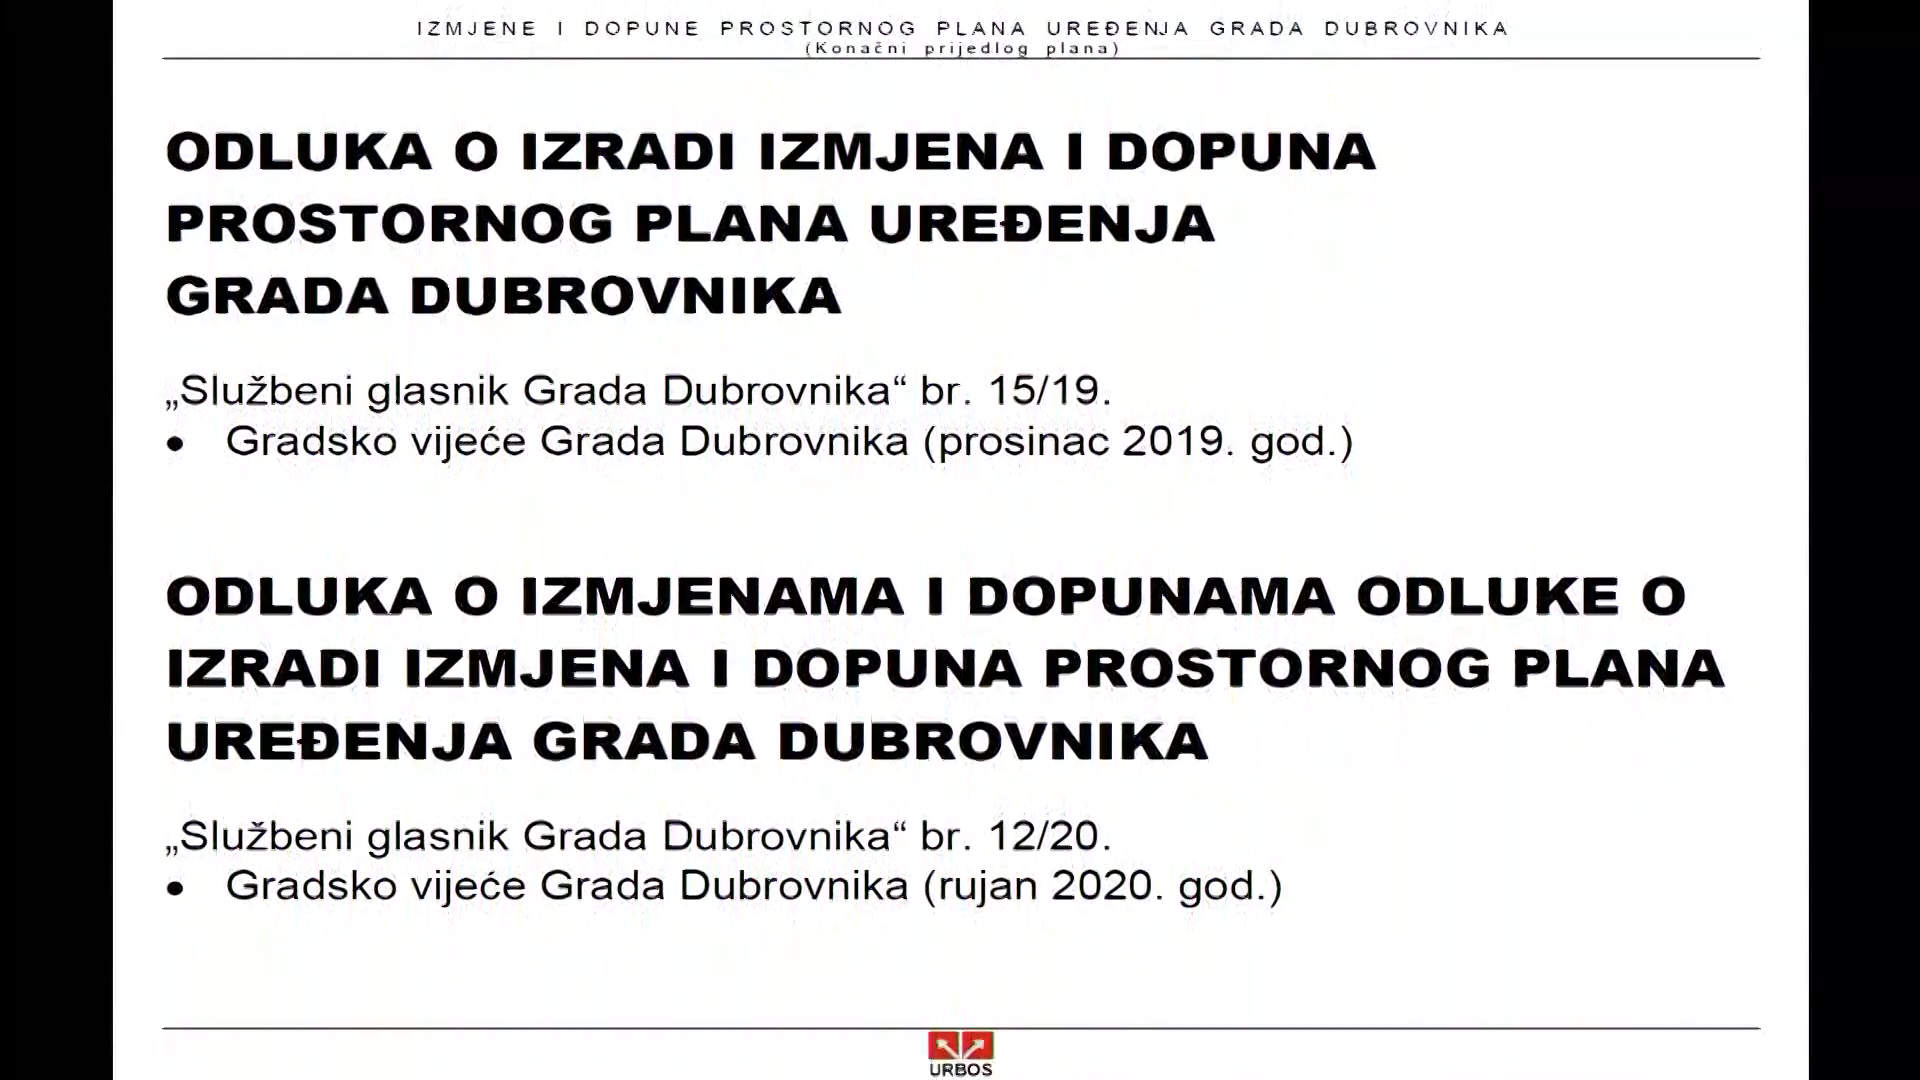 IZMJENE I DOPUNE PROSTORNOG PLANA UREĐENJA GRADA DUBROVNIKA
(Konačni prijedlog plana)
ODLUKA O IZRADI IZMJENA I DOPUNA
PROSTORNOG PLANA UREĐENJA
GRADA DUBROVNIKA
„Službeni glasnik Grada Dubrovnika“ br. 15/19.
• Gradsko vijeće Grada Dubrovnika (prosinac 2019. god.)
ODLUKA O IZMJENAMA I DOPUNAMA ODLUKE O
IZRADI IZMJENA I DOPUNA PROSTORNOG PLANA
UREĐENJA GRADA DUBROVNIKA
„Službeni glasnik Grada Dubrovnika“ br. 12/20.
• Gradsko vijeće Grada Dubrovnika (rujan 2020. god.)
URBOS